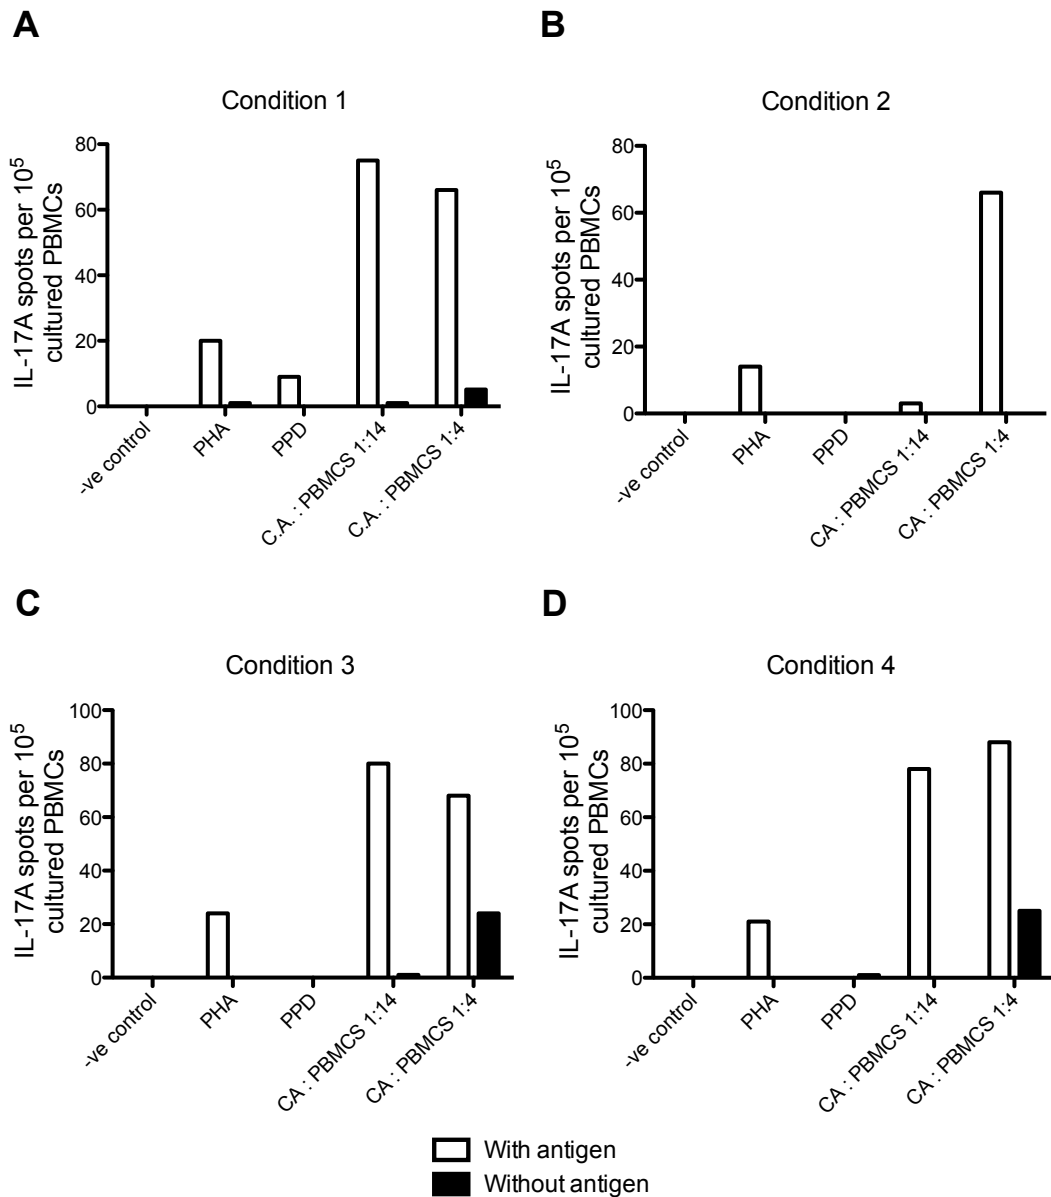 A
Condition 1
IL-17A spots per 10⁵
cultured PBMCs
80
60
40
20
0
-ve control
PHA
PPD
C.A. : PBMCS 1:14
C.A. : PBMCS 1:4
B
Condition 2
IL-17A spots per 10⁵
cultured PBMCs
80
60
40
20
0
-ve control
PHA
PPD
CA : PBMCS 1:14
CA : PBMCS 1:4
C
Condition 3
IL-17A spots per 10⁵
cultured PBMCs
100
80
60
40
20
0
-ve control
PHA
PPD
CA : PBMCS 1:14
CA : PBMCS 1:4
D
Condition 4
IL-17A spots per 10⁵
cultured PBMCs
100
80
60
40
20
0
-ve control
PHA
PPD
CA : PBMCS 1:14
CA : PBMCS 1:4
With antigen
Without antigen